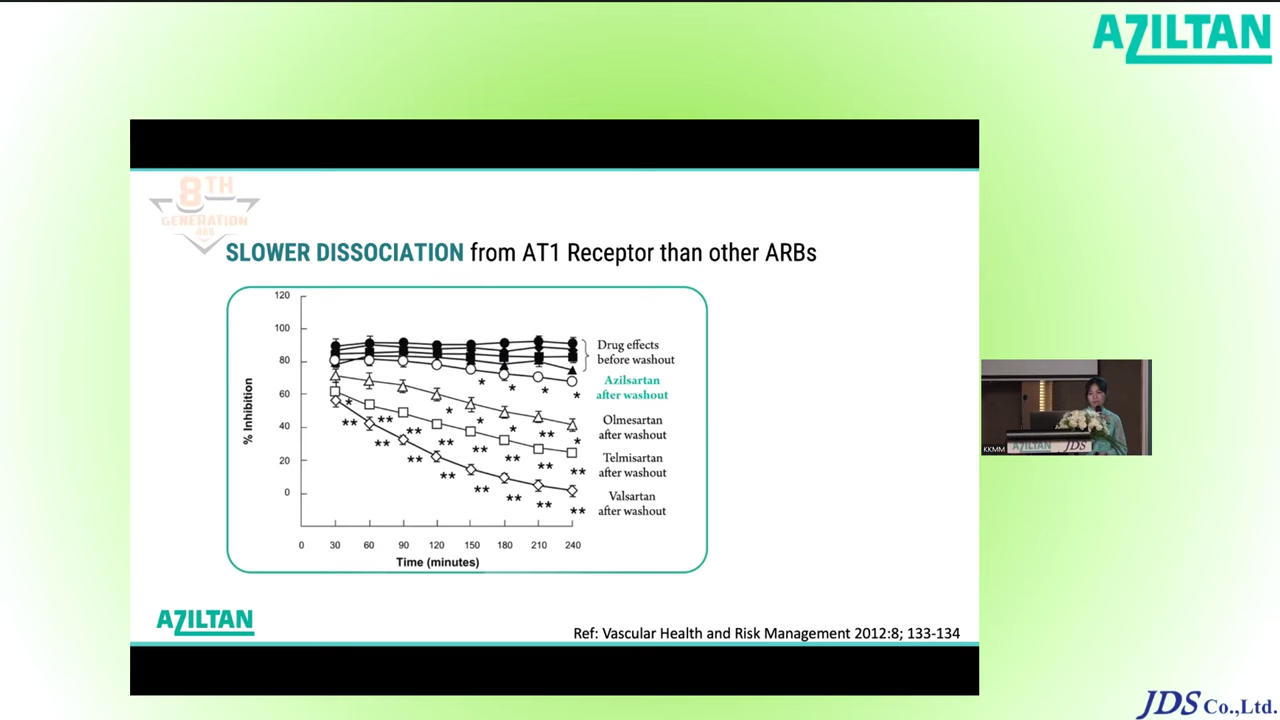 AZILTAN
8TH
GENERATION
ARB
SLOWER DISSOCIATION from AT1 Receptor than other ARBs
120
100
80
60
40
20
0
% Inhibition
Drug effects
before washout
Azilsartan
after washout
Olmesartan
after washout
Telmisartan
after washout
Valsartan
after washout
* * * *
* * * * ** *
** ** ** ** ** ** ** **
** ** ** ** ** ** ** **
0 30 60 90 120 150 180 210 240
Time (minutes)
AZILTAN
Ref: Vascular Health and Risk Management 2012:8; 133-134
AZILTAN JDS
KKMM
JDS Co.,Ltd.